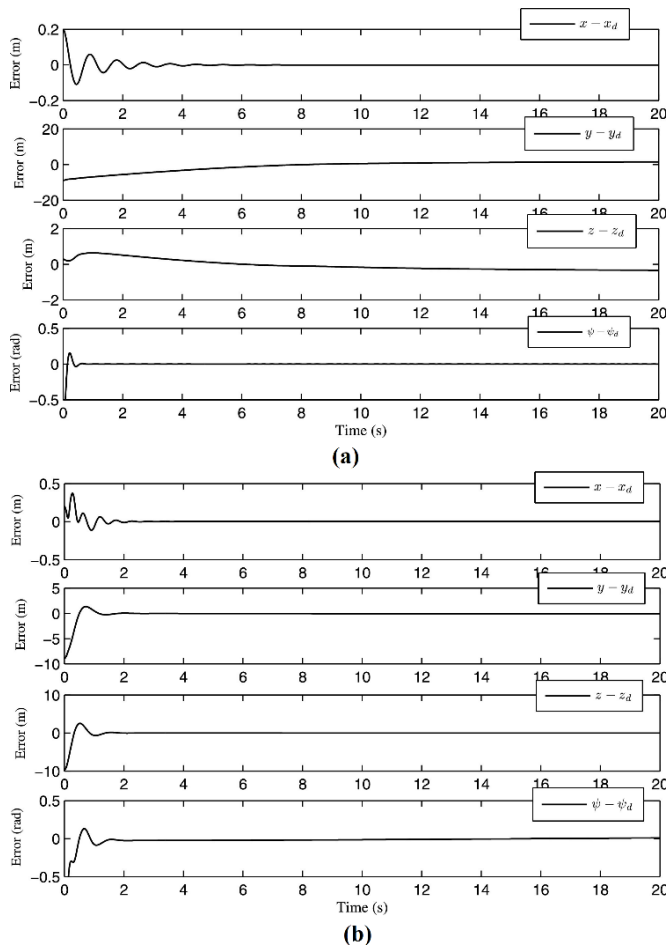 x − x_d
Error (m)
0.2
0
−0.2
0 2 4 6 8 10 12 14 16 18 20
y − y_d
Error (m)
20
0
−20
0 2 4 6 8 10 12 14 16 18 20
z − z_d
Error (m)
2
0
−2
0 2 4 6 8 10 12 14 16 18 20
ψ − ψ_d
Error (rad)
0.5
0
−0.5
0 2 4 6 8 10 12 14 16 18 20
Time (s)
(a)
x − x_d
Error (m)
0.5
0
−0.5
0 2 4 6 8 10 12 14 16 18 20
y − y_d
Error (m)
5
0
−5
−10
0 2 4 6 8 10 12 14 16 18 20
z − z_d
Error (m)
10
0
−10
0 2 4 6 8 10 12 14 16 18 20
ψ − ψ_d
Error (rad)
0.5
0
−0.5
0 2 4 6 8 10 12 14 16 18 20
Time (s)
(b)